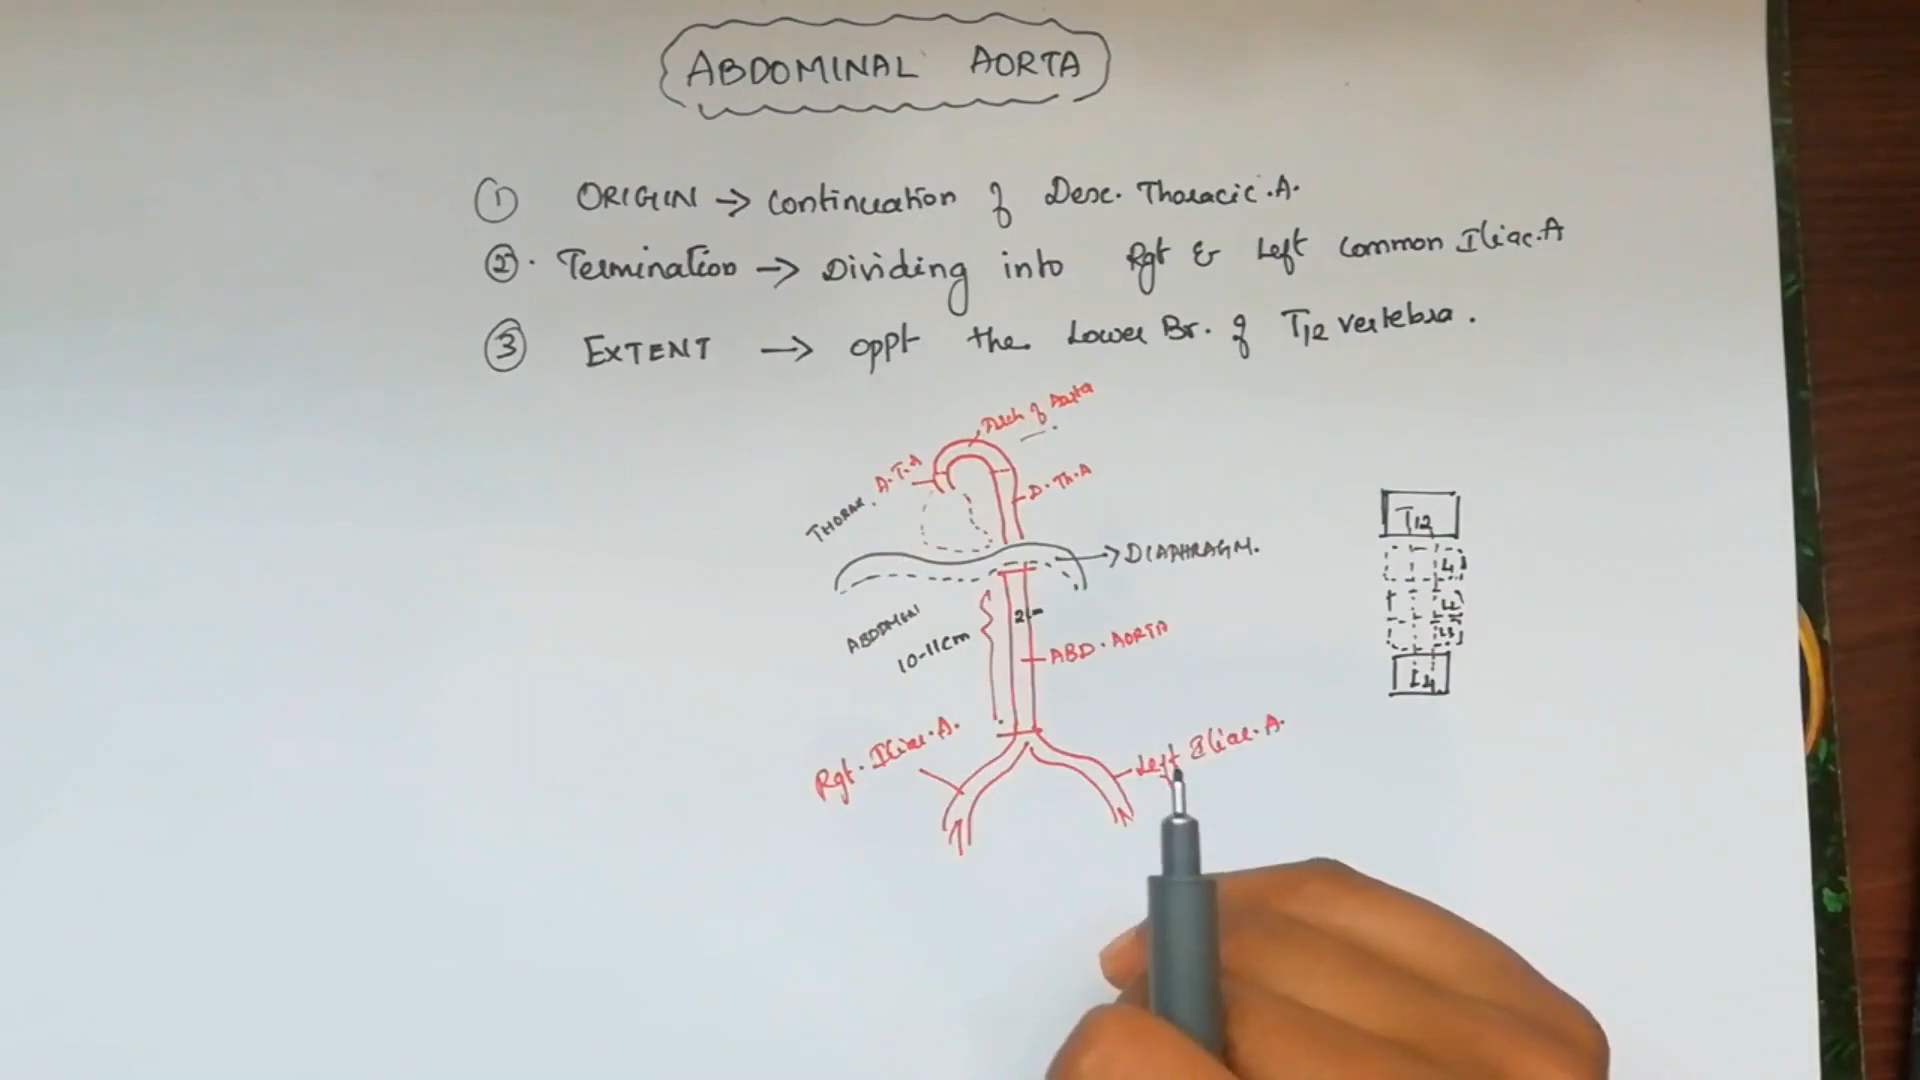 ABDOMINAL AORTA
① ORIGIN → Continuation of Desc. Thoracic.A.
②. Termination → Dividing into Rgt & Left Common Iliac.A
③ EXTENT → oppt the Lower Br. of T12 vertebra.
Arch of Aorta
A.T.A
D.Th.A
THORAX
T12
DIAPHRAGM.
L1
2cm
L2
ABDOMINI
10-11cm
ABD. AORTA
L3
L4
Rgt. Iliac.A.
Left Iliac.A.